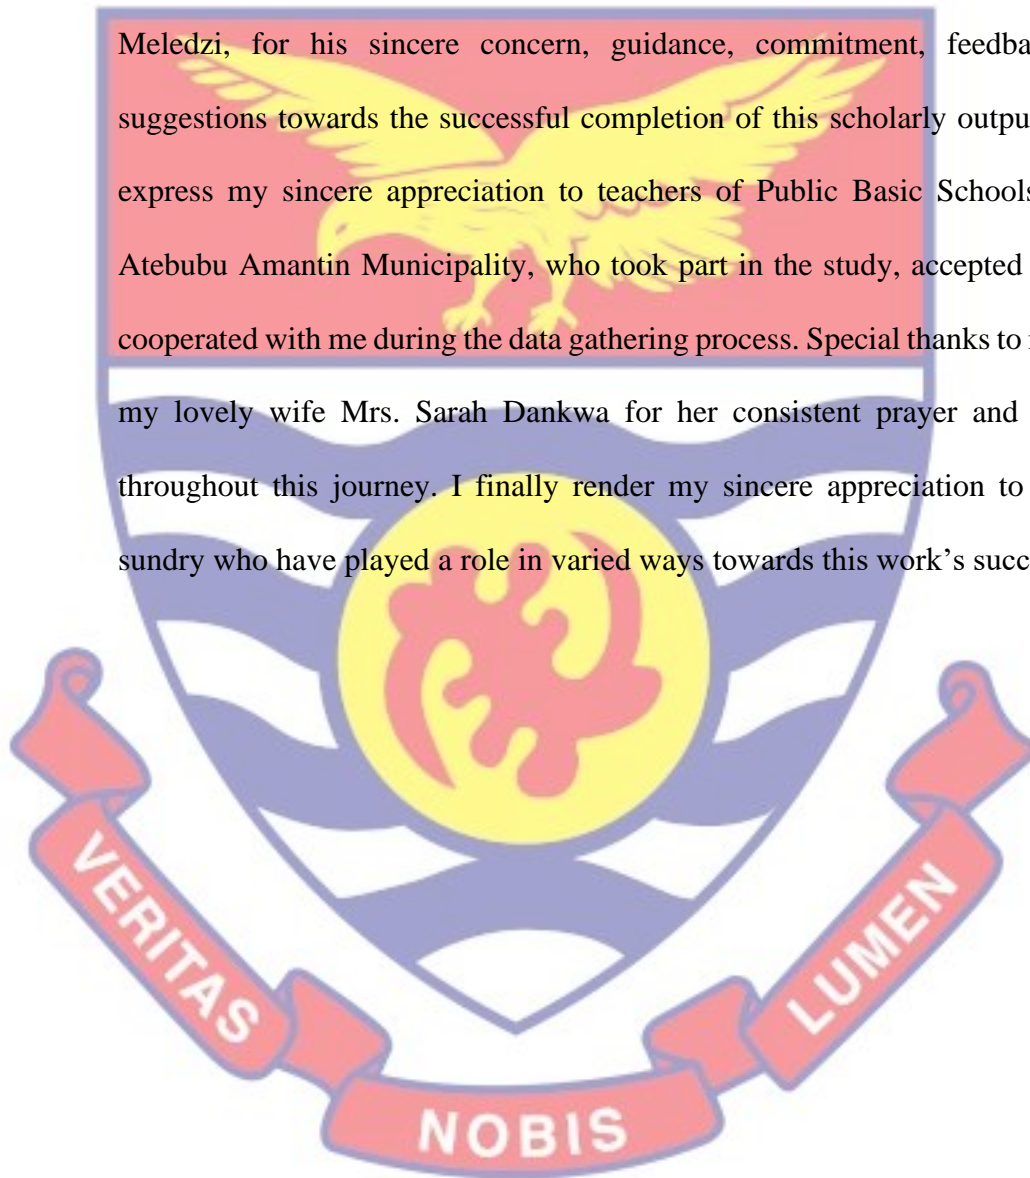 Meledzi, for his sincere concern, guidance, commitment, feedba
suggestions towards the successful completion of this scholarly outpu
express my sincere appreciation to teachers of Public Basic Schools
Atebubu Amantin Municipality, who took part in the study, accepted
cooperated with me during the data gathering process. Special thanks to
my lovely wife Mrs. Sarah Dankwa for her consistent prayer and
throughout this journey. I finally render my sincere appreciation to
sundry who have played a role in varied ways towards this work's succ
VERITAS
NOBIS
LUMEN